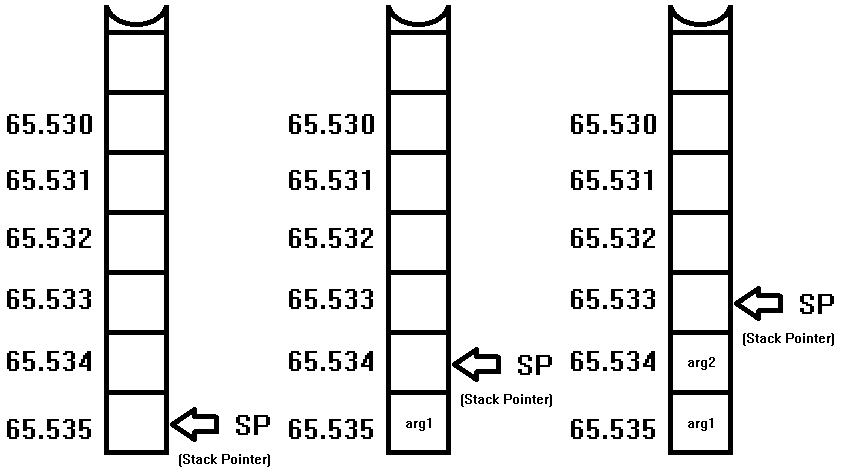 65.530 65.530 65.530
65.531 65.531 65.531
65.532 65.532 65.532
65.533 65.533 65.533 SP
(Stack Pointer)
65.534 65.534 SP 65.534 arg2
(Stack Pointer)
65.535 SP 65.535 arg1 65.535 arg1
(Stack Pointer)